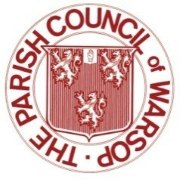 THE PARISH COUNCIL of WARSOP